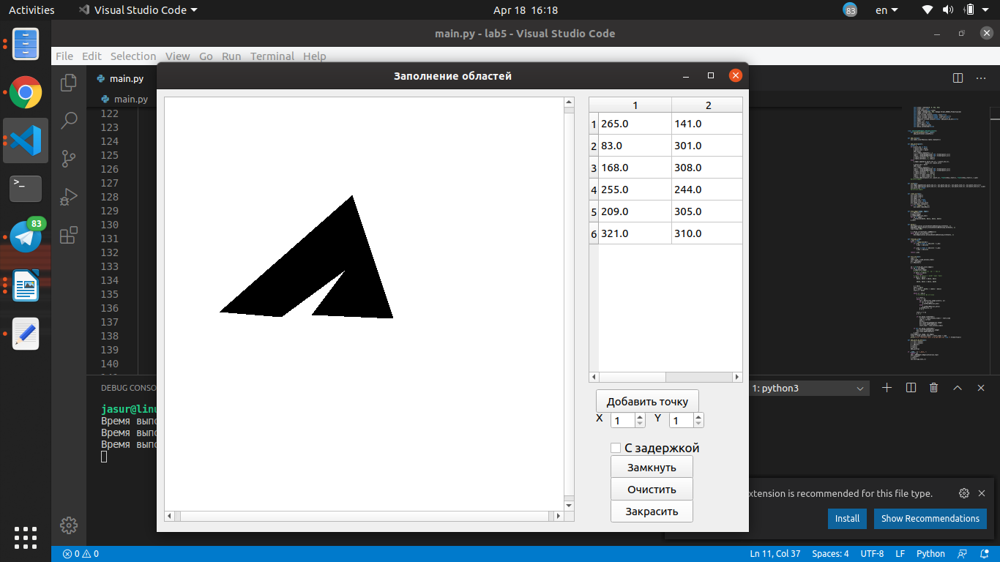 Activities Visual Studio Code Apr 18 16:18 83 en
main.py - lab5 - Visual Studio Code
File Edit Selection View Go Run Terminal Help
main.py
main.py
Заполнение областей
122
123
124
125
126
127
128
129
130
131
132
133
134
135
136
137
138
139
140
1 2
1 265.0 141.0
2 83.0 301.0
3 168.0 308.0
4 255.0 244.0
5 209.0 305.0
6 321.0 310.0
Добавить точку
X 1 Y 1
С задержкой
Замкнуть
Очистить
Закрасить
83
DEBUG CONSO
1: python3
jasur@linu
Время выпо
Время выпо
Время выпо
xtension is recommended for this file type.
Install Show Recommendations
0 0 Ln 11, Col 37 Spaces: 4 UTF-8 LF Python